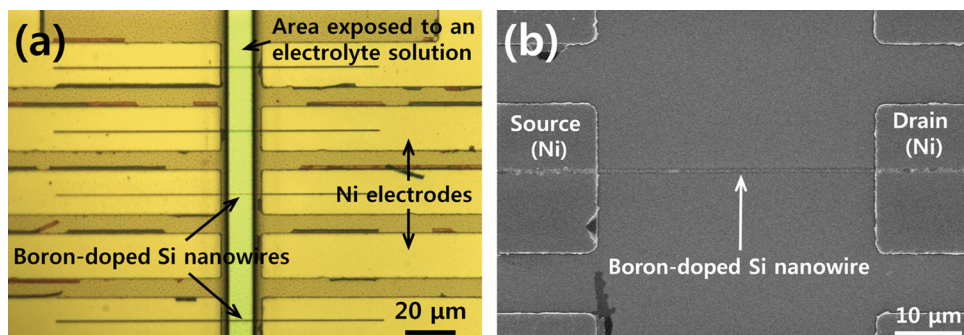 (a)
Area exposed to an
electrolyte solution
Ni electrodes
Boron-doped Si nanowires
20 μm
(b)
Source
(Ni)
Drain
(Ni)
Boron-doped Si nanowire
10 μm